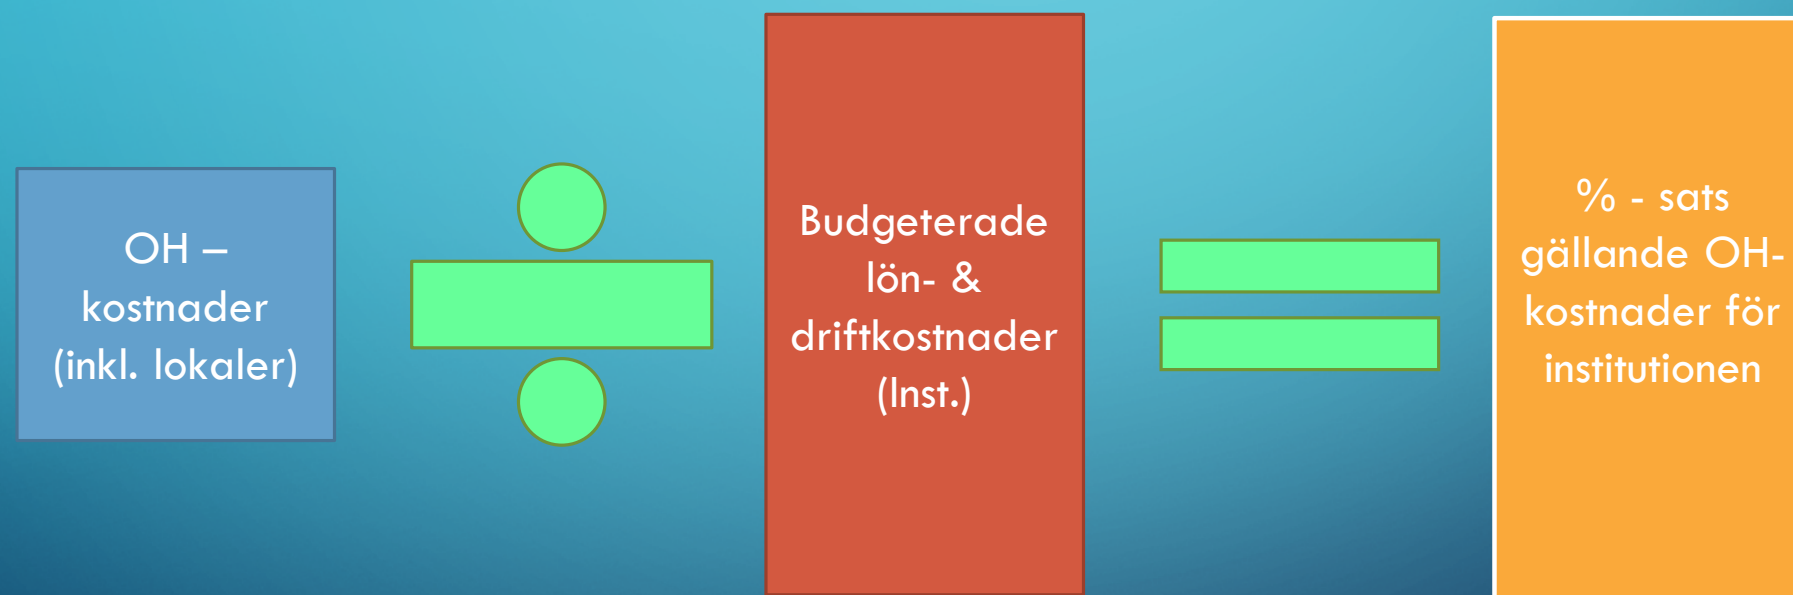 OH –
kostnader
(inkl. lokaler)
Budgeterade
lön- &
driftkostnader
(Inst.)
% - sats
gällande OH-
kostnader för
institutionen